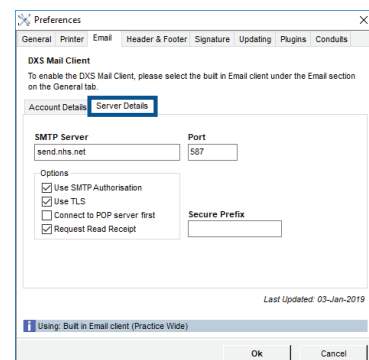 Preferences
General Printer Email Header & Footer Signature Updating Plugins Conduits
DXS Mail Client
To enable the DXS Mail Client, please select the built in Email client under the Email section
on the General tab.
Account Details Server Details
SMTP Server Port
send.nhs.net 587
Options
Use SMTP Authorisation
Use TLS
Connect to POP server first Secure Prefix
Request Read Receipt
Last Updated: 03-Jan-2019
Using: Built in Email client (Practice Wide)
Ok Cancel